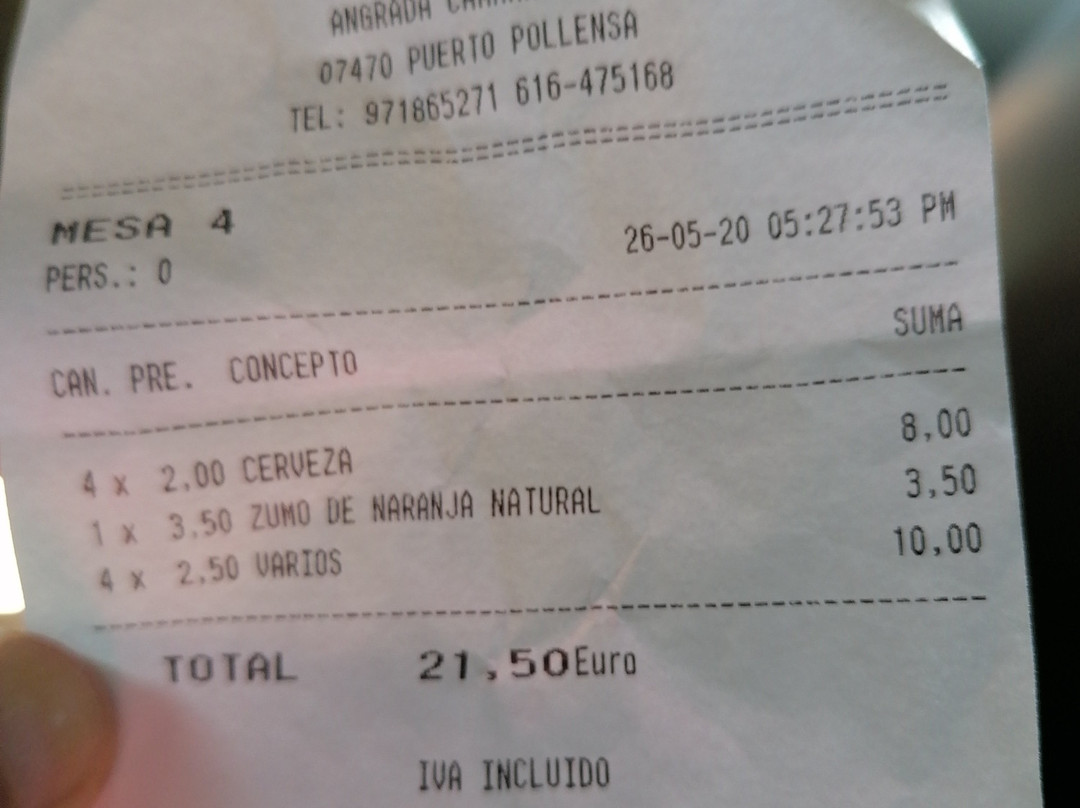 ANGRADA
07470 PUERTO POLLENSA
TEL: 971865271 616-475168
MESA 4
26-05-20 05:27:53 PM
PERS.: 0
CAN. PRE. CONCEPTO SUMA
4 x 2,00 CERVEZA 8,00
1 x 3,50 ZUMO DE NARANJA NATURAL 3,50
4 x 2,50 VARIOS 10,00
TOTAL 21,50Euro
IVA INCLUIDO